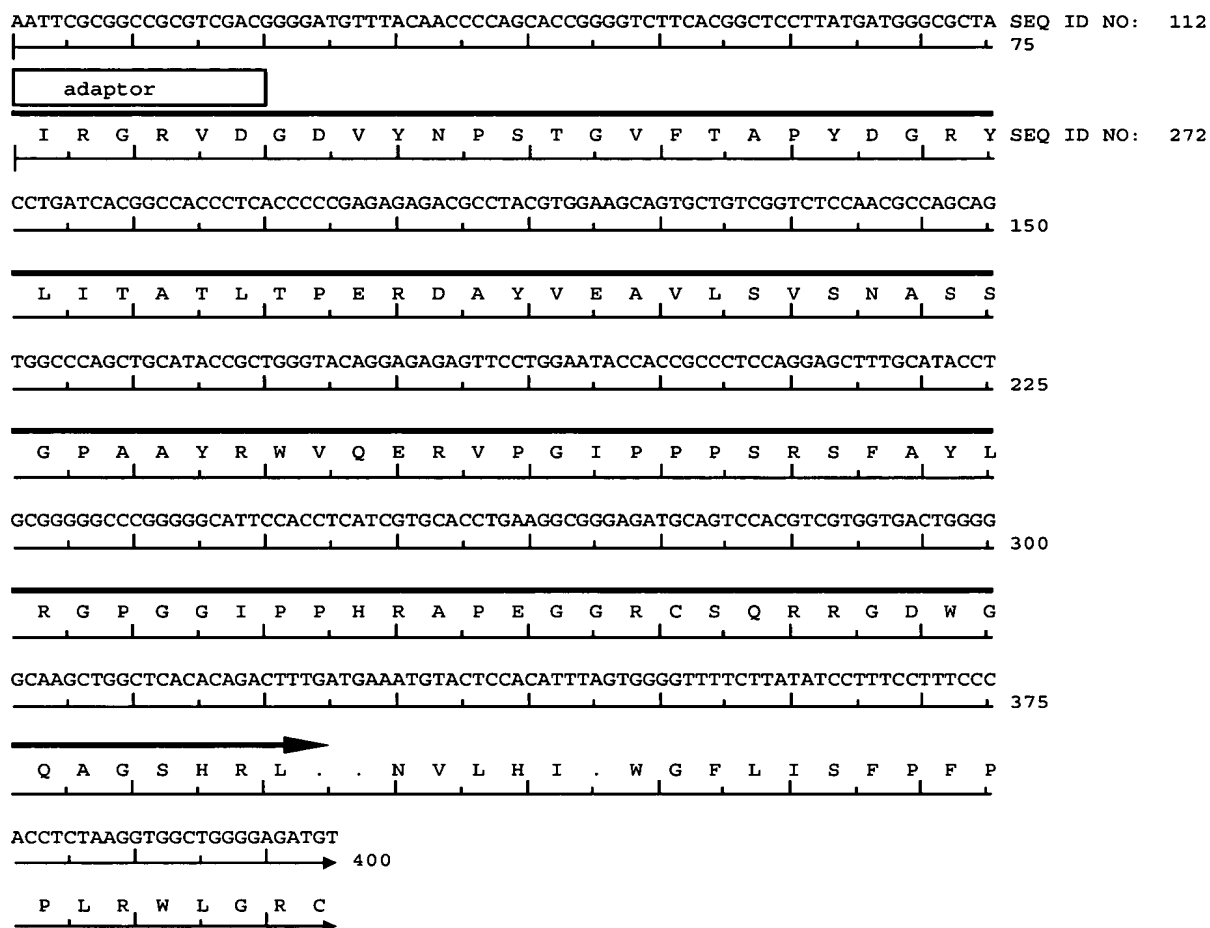 AATTCGCGGCCGCGTCGACGGGGATGTTTACAACCCCAGCACCGGGGTCTTCACGGCTCCTTATGATGGGCGCTA SEQ ID NO: 112
75
adaptor
I R G R V D G D V Y N P S T G V F T A P Y D G R Y SEQ ID NO: 272
CCTGATCACGGCCACCCTCACCCCCGAGAGAGACGCCTACGTGGAAGCAGTGCTGTCGGTCTCCAACGCCAGCAG
150
L I T A T L T P E R D A Y V E A V L S V S N A S S
TGGCCCAGCTGCATACCGCTGGGTACAGGAGAGAGTTCCTGGAATACCACCGCCCTCCAGGAGCTTTGCATACCT
225
G P A A Y R W V Q E R V P G I P P P S R S F A Y L
GCGGGGGCCCGGGGGCATTCCACCTCATCGTGCACCTGAAGGCGGGAGATGCAGTCCACGTCGTGGTGACTGGGG
300
R G P G G I P P H R A P E G G R C S Q R R G D W G
GCAAGCTGGCTCACACAGACTTTGATGAAATGTACTCCACATTTAGTGGGGTTTTCTTATATCCTTTCCTTTCCC
375
Q A G S H R L . . N V L H I . W G F L I S F P F P
ACCTCTAAGGTGGCTGGGGAGATGT
400
P L R W L G R C